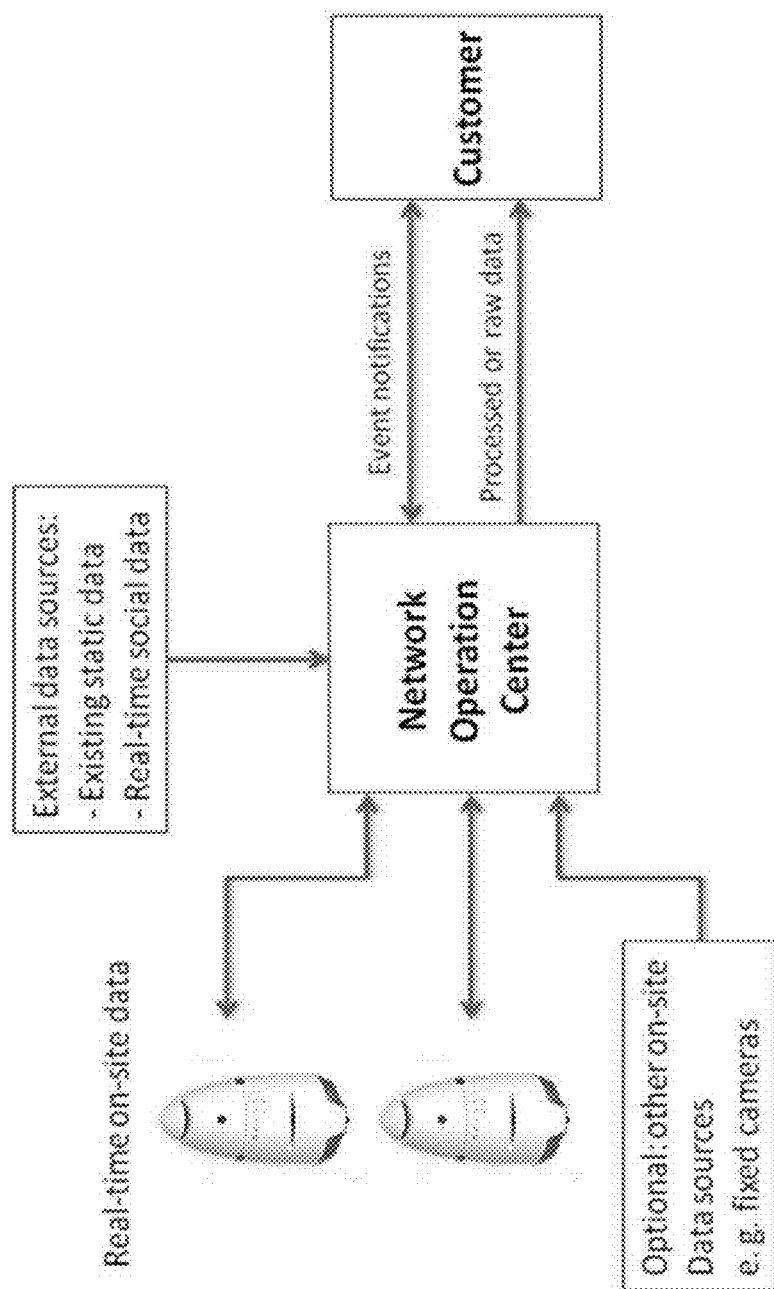 Real-time on-site data
External data sources:
- Existing static data
- Real-time social data
Network
Operation
Center
Event notifications
Processed or raw data
Customer
Optional: other on-site
Data sources
e. g. fixed cameras